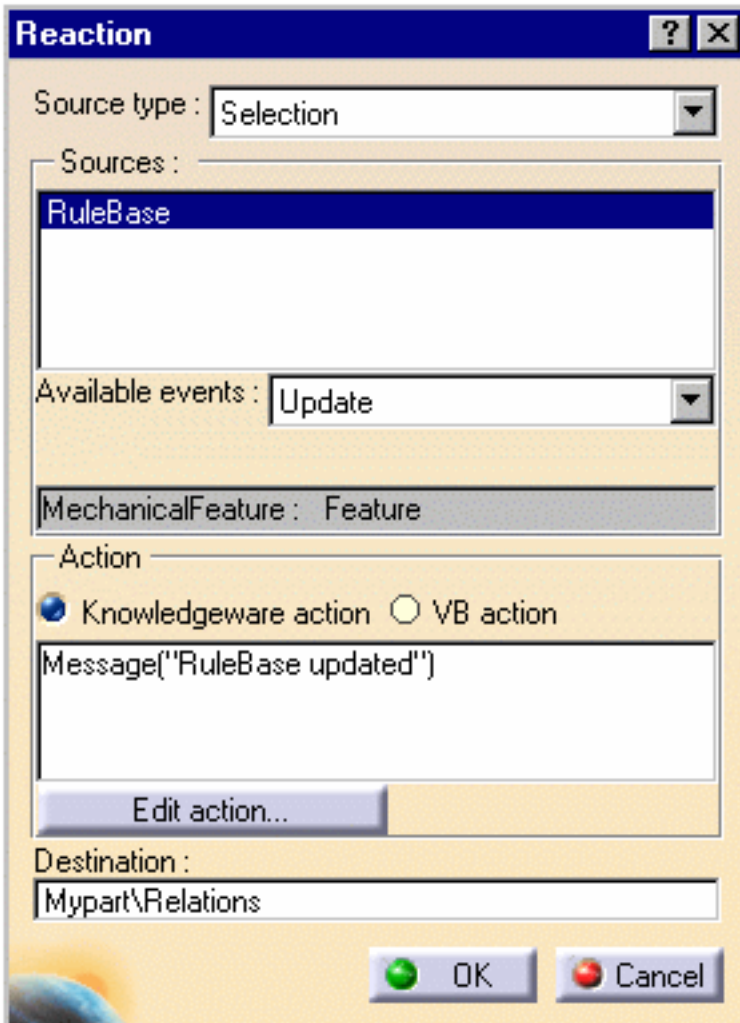 Reaction ?
Source type : Selection
Sources :
RuleBase
Available events : Update
MechanicalFeature : Feature
Action
Knowledgeware action VB action
Message("RuleBase updated")
Edit action...
Destination :
Mypart\Relations
OK Cancel